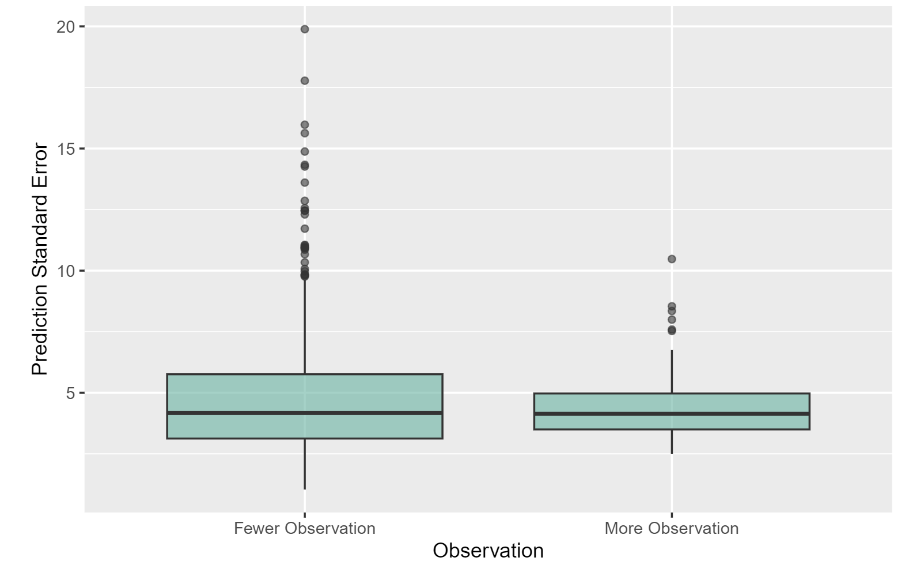 Prediction Standard Error
20
15
10
5
Fewer Observation
More Observation
Observation